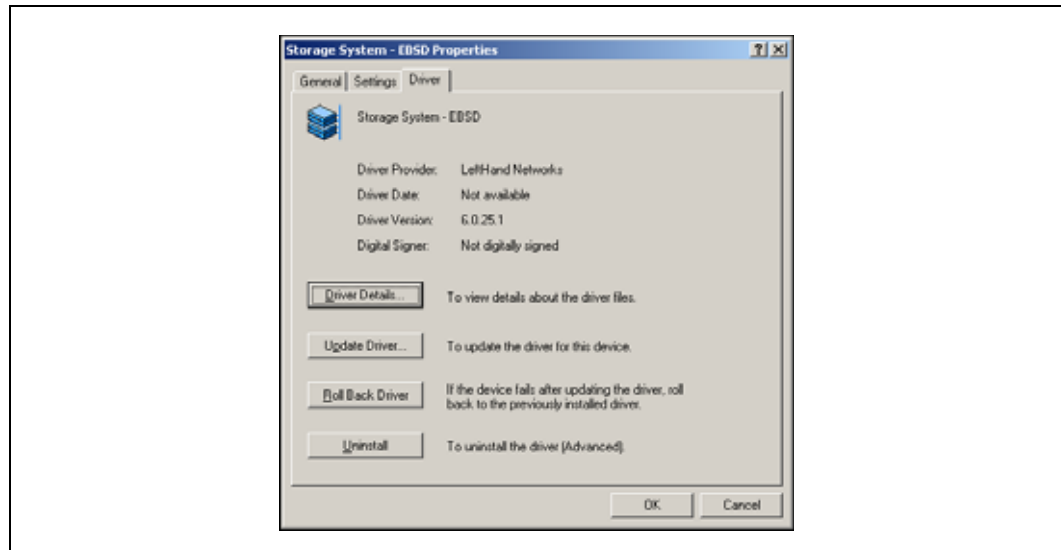 Storage System - EBSD Properties
General Settings Driver
Storage System - EBSD
Driver Provider: LeftHand Networks
Driver Date: Not available
Driver Version: 6.0.25.1
Digital Signer: Not digitally signed
Driver Details... To view details about the driver files.
Update Driver... To update the driver for this device.
Roll Back Driver If the device fails after updating the driver, roll
back to the previously installed driver.
Uninstall To uninstall the driver (Advanced).
OK Cancel